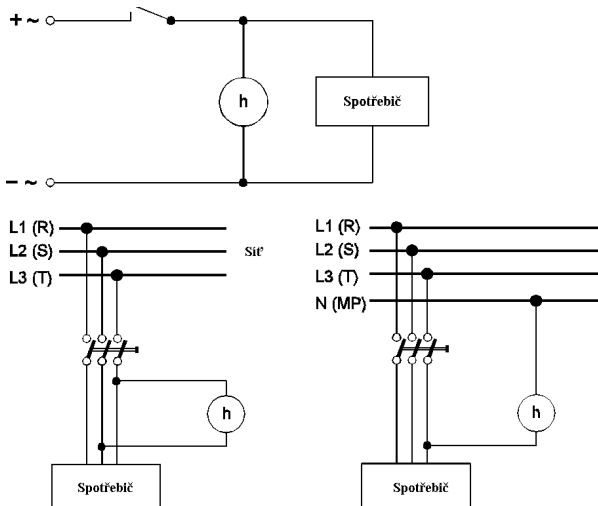 + ~
h
Spotřebič
− ~
L1 (R)
L2 (S)
Síť
L3 (T)
h
Spotřebič
L1 (R)
L2 (S)
L3 (T)
N (MP)
h
Spotřebič